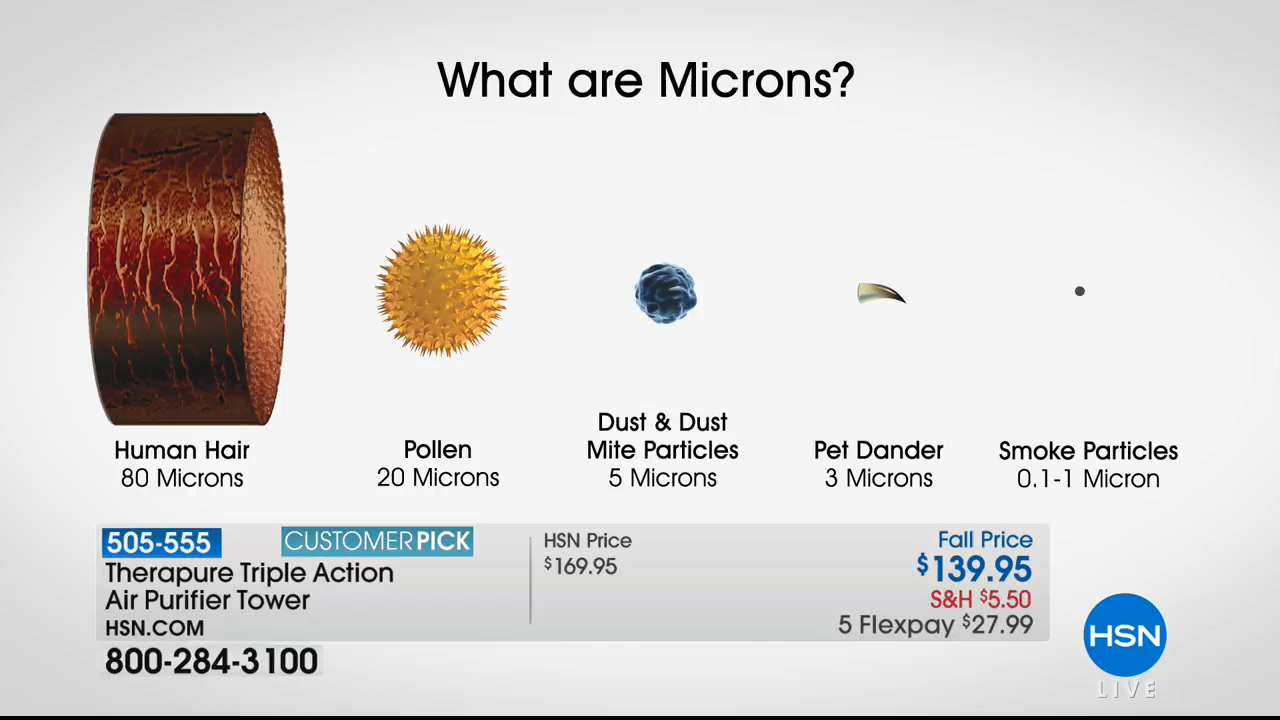 What are Microns?
Human Hair
80 Microns
Pollen
20 Microns
Dust & Dust
Mite Particles
5 Microns
Pet Dander
3 Microns
Smoke Particles
0.1-1 Micron
505-555
CUSTOMERPICK
Therapure Triple Action
Air Purifier Tower
HSN.COM
800-284-3100
HSN Price
$169.95
Fall Price
$139.95
S&H $5.50
5 Flexpay $27.99
HSN
LIVE